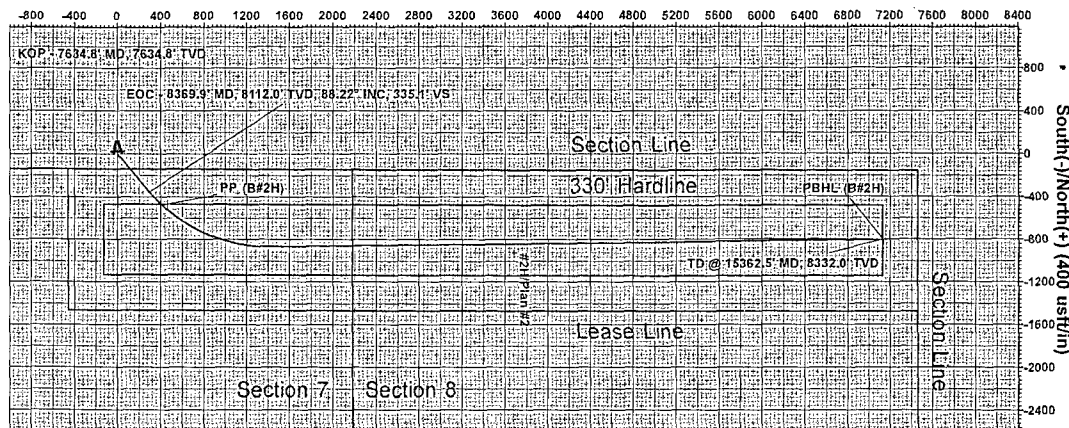 -800 -400 0 400 800 1200 1600 2000 2400 2800 3200 3600 4000 4400 4800 5200 5600 6000 6400 6800 7200 7600 8000 8400
KOP - 7634.8' MD, 7634.8' TVD
800
EOC - 8369.9' MD, 8112.0' TVD, 88.22° INC, 335.1' VS
400
A
Section Line
0
PP (B#2H)
330' Hardline
PBHL (B#2H)
-400
-800
TD @ 15362.5' MD, 8332.0' TVD
#2H/Plan #2
-1200
Lease Line
-1600
Section Line
-2000
Section 7
Section 8
-2400
South(-)/North(+) (400 usft/in)